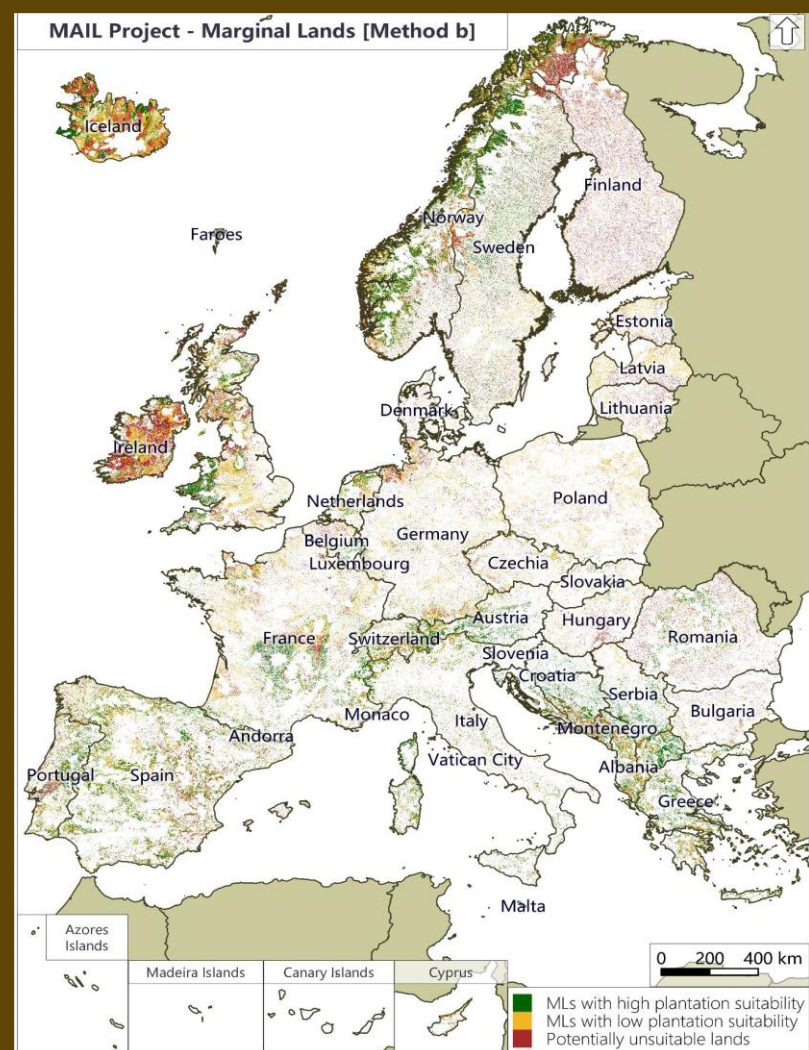 MAIL Project - Marginal Lands [Method b]
Iceland
Finland
Norway
Faroes
Sweden
Estonia
Latvia
Denmark
Lithuania
Ireland
Netherlands
Poland
Germany
Belgium
Luxembourg
Czechia
Slovakia
Austria
Hungary
France
Switzerland
Romania
Slovenia
Croatia
Serbia
Monaco
Bulgaria
Italy
Montenegro
Andorra
Vatican City
Albania
Portugal
Spain
Greece
Malta
Azores
Islands
Madeira Islands
Canary Islands
Cyprus
0 200 400 km
MLs with high plantation suitability
MLs with low plantation suitability
Potentially unsuitable lands